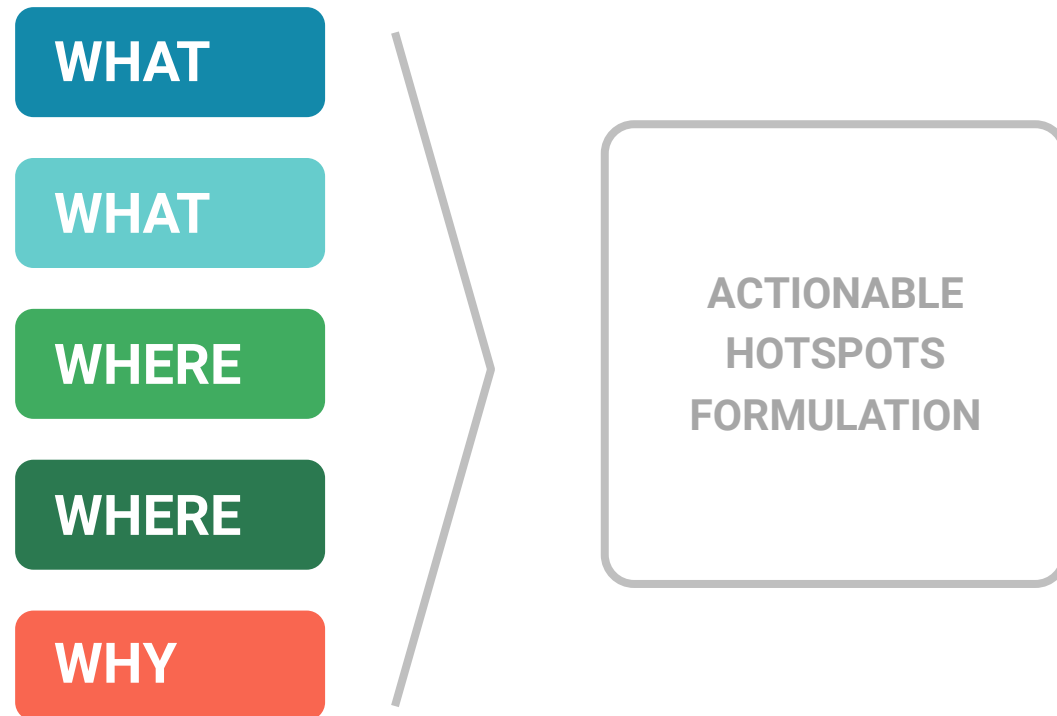 WHAT
WHAT
WHERE
WHERE
WHY
ACTIONABLE
HOTSPOTS
FORMULATION